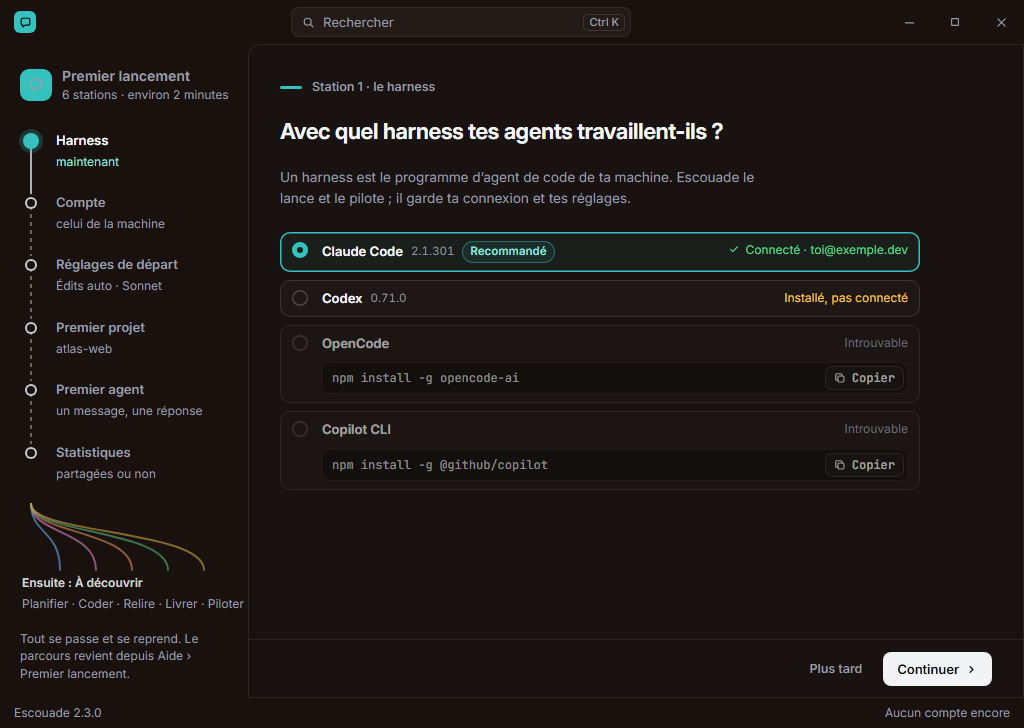 Rechercher
Ctrl K
Premier lancement
6 stations · environ 2 minutes
Harness
maintenant
Compte
celui de la machine
Réglages de départ
Édits auto · Sonnet
Premier projet
atlas-web
Premier agent
un message, une réponse
Statistiques
partagées ou non
Ensuite : À découvrir
Planifier · Coder · Relire · Livrer · Piloter
Tout se passe et se reprend. Le
parcours revient depuis Aide ›
Premier lancement.
Station 1 · le harness
Avec quel harness tes agents travaillent-ils ?
Un harness est le programme d’agent de code de ta machine. Escouade le
lance et le pilote ; il garde ta connexion et tes réglages.
Claude Code 2.1.301 Recommandé Connecté · toi@exemple.dev
Codex 0.71.0 Installé, pas connecté
OpenCode Introuvable
npm install -g opencode-ai Copier
Copilot CLI Introuvable
npm install -g @github/copilot Copier
Plus tard
Continuer
Escouade 2.3.0
Aucun compte encore